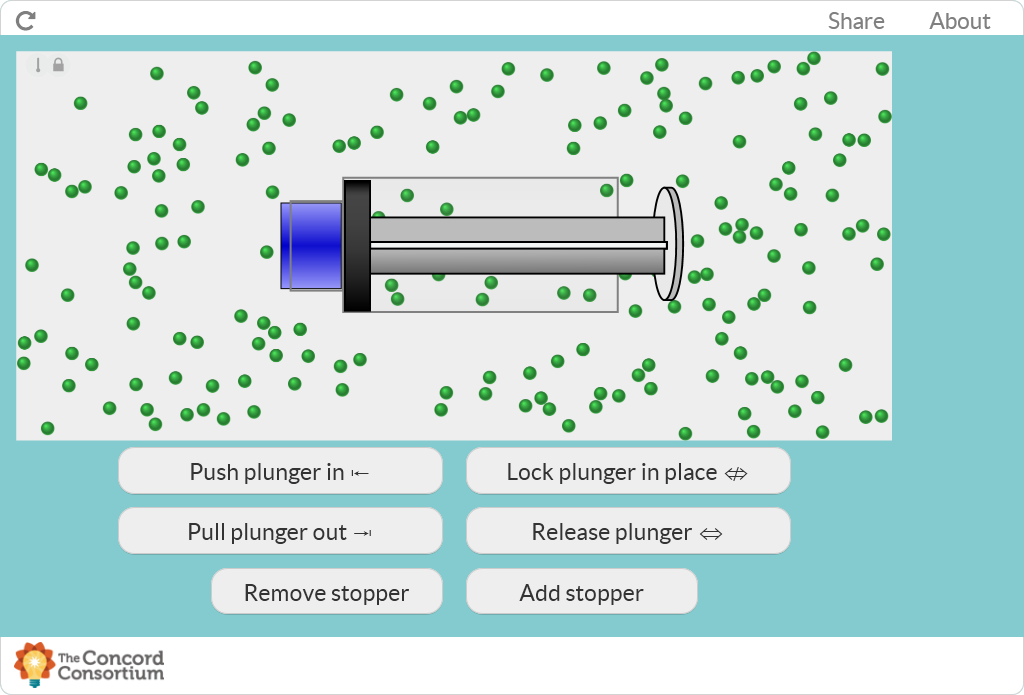 Share About
Push plunger in ⤌
Lock plunger in place ⇎
Pull plunger out →
Release plunger ⇔
Remove stopper
Add stopper
The Concord
Consortium